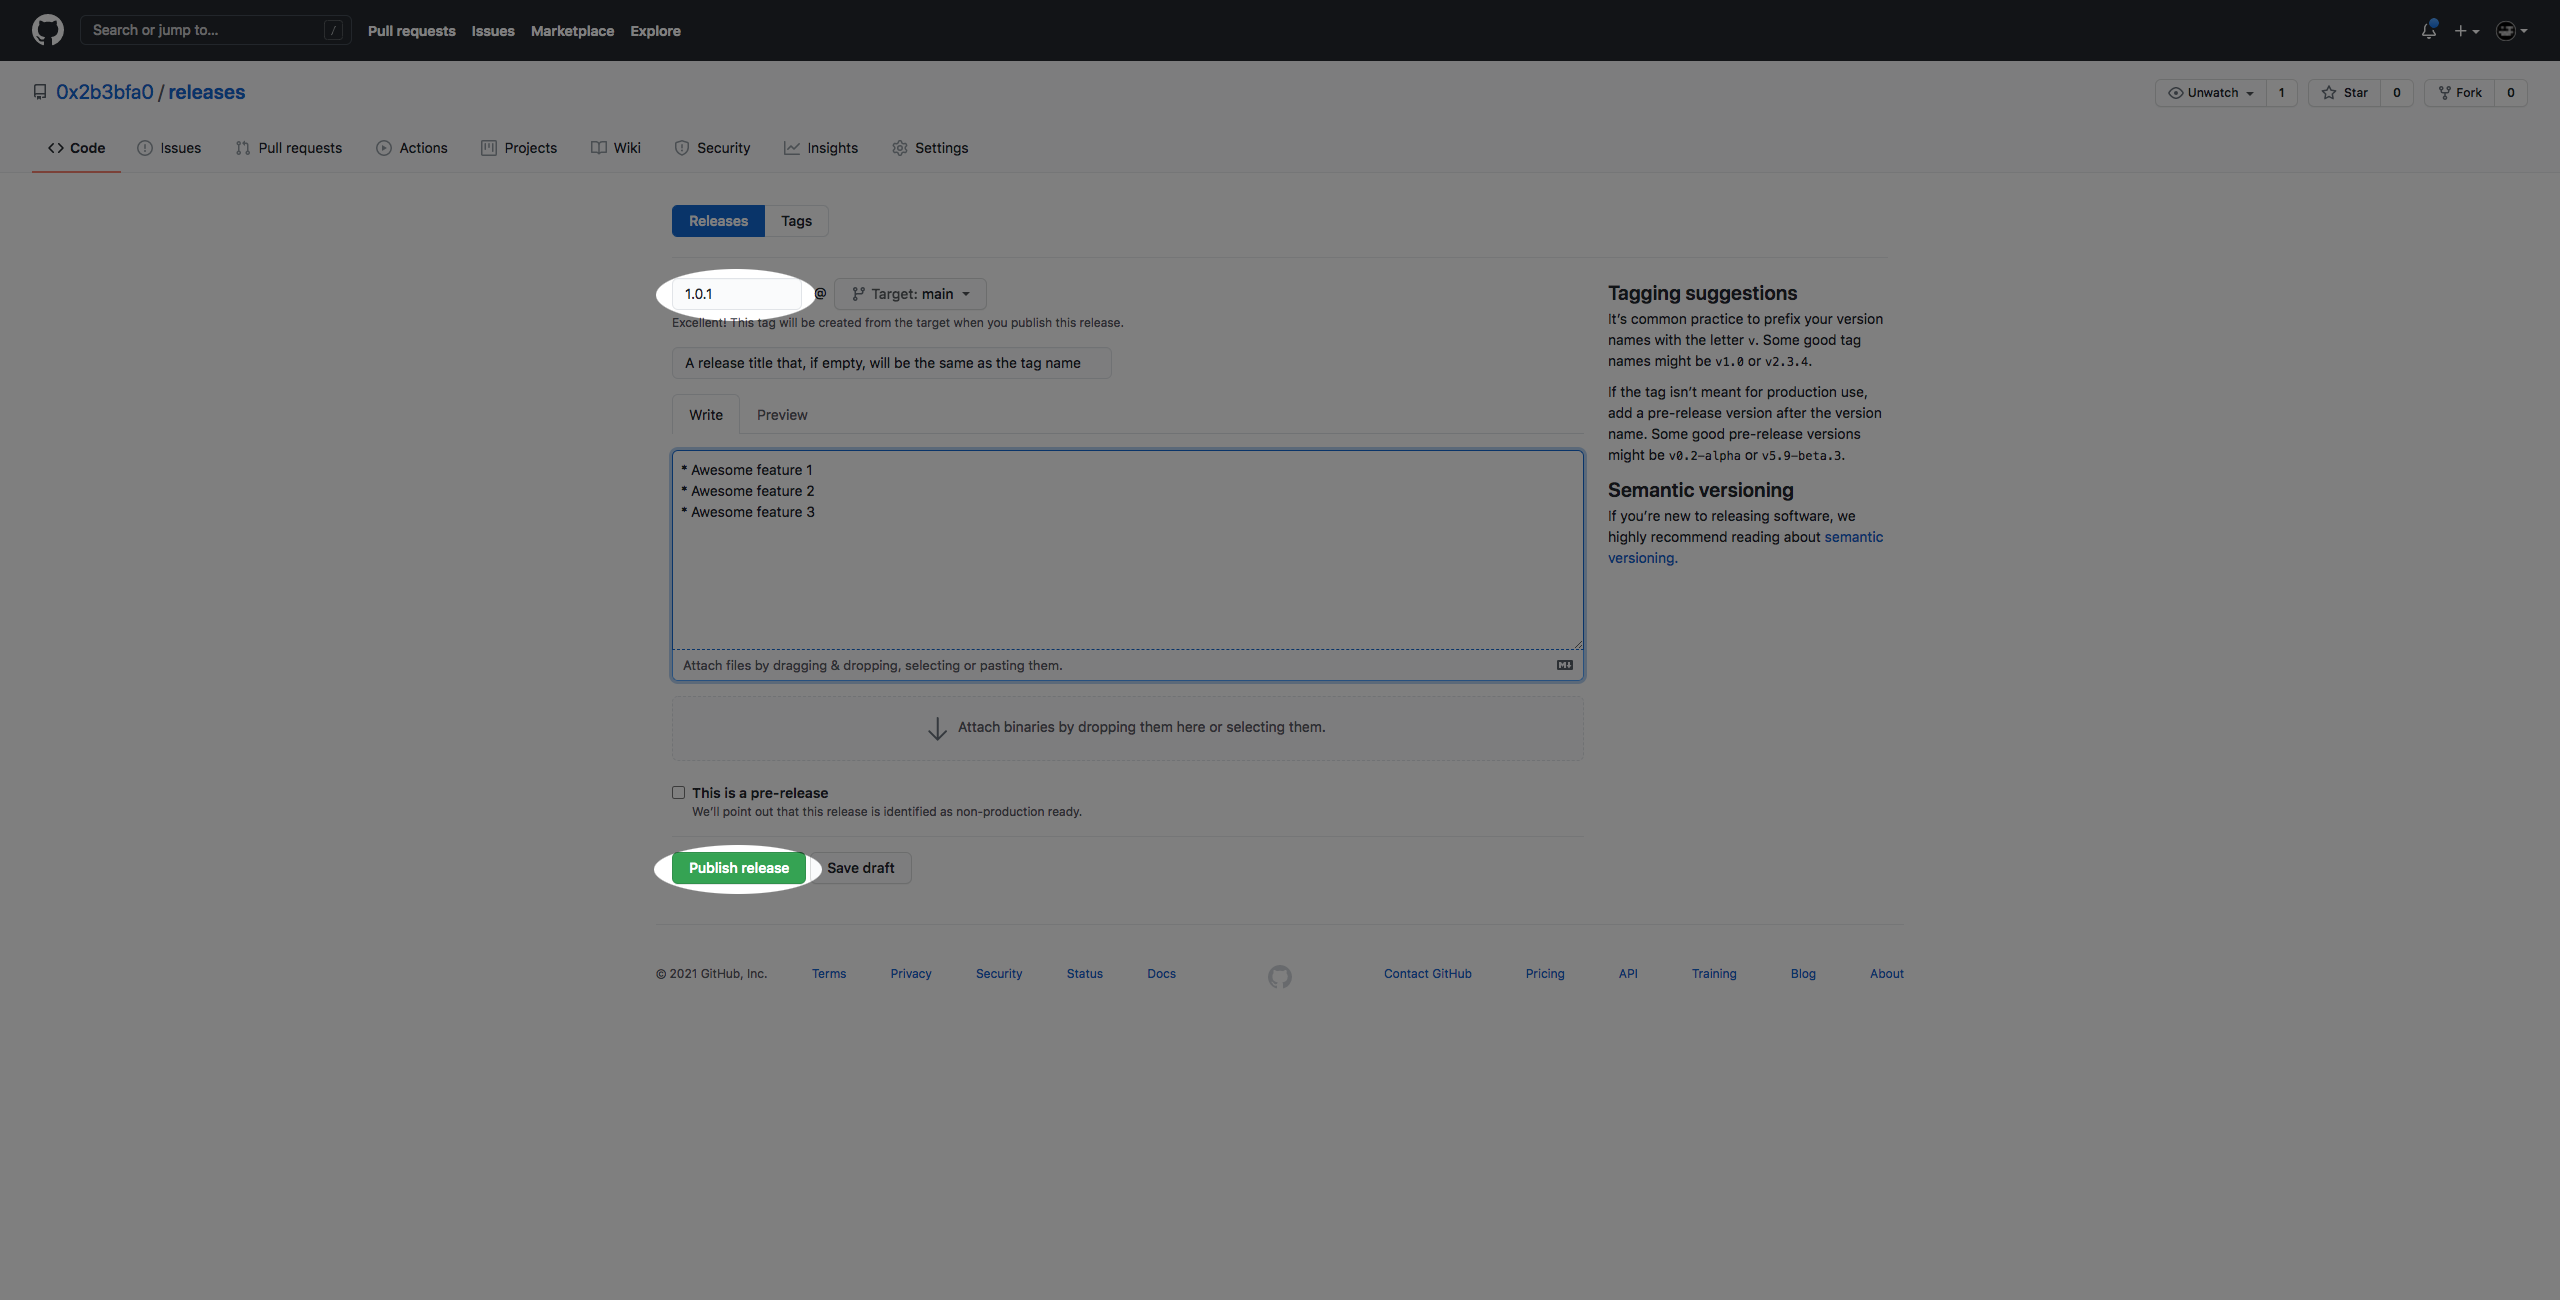 Search or jump to... / Pull requests Issues Marketplace Explore
0x2b3bfa0 / releases Unwatch 1 Star 0 Fork 0
Code Issues Pull requests Actions Projects Wiki Security Insights Settings
Releases Tags
1.0.1 @ Target: main
Excellent! This tag will be created from the target when you publish this release.
A release title that, if empty, will be the same as the tag name
Write Preview
* Awesome feature 1
* Awesome feature 2
* Awesome feature 3
Attach files by dragging & dropping, selecting or pasting them.
Attach binaries by dropping them here or selecting them.
This is a pre-release
We'll point out that this release is identified as non-production ready.
Publish release Save draft
Tagging suggestions
It's common practice to prefix your version
names with the letter v. Some good tag
names might be v1.0 or v2.3.4.
If the tag isn't meant for production use,
add a pre-release version after the version
name. Some good pre-release versions
might be v0.2-alpha or v5.9-beta.3.
Semantic versioning
If you're new to releasing software, we
highly recommend reading about semantic
versioning.
© 2021 GitHub, Inc. Terms Privacy Security Status Docs Contact GitHub Pricing API Training Blog About